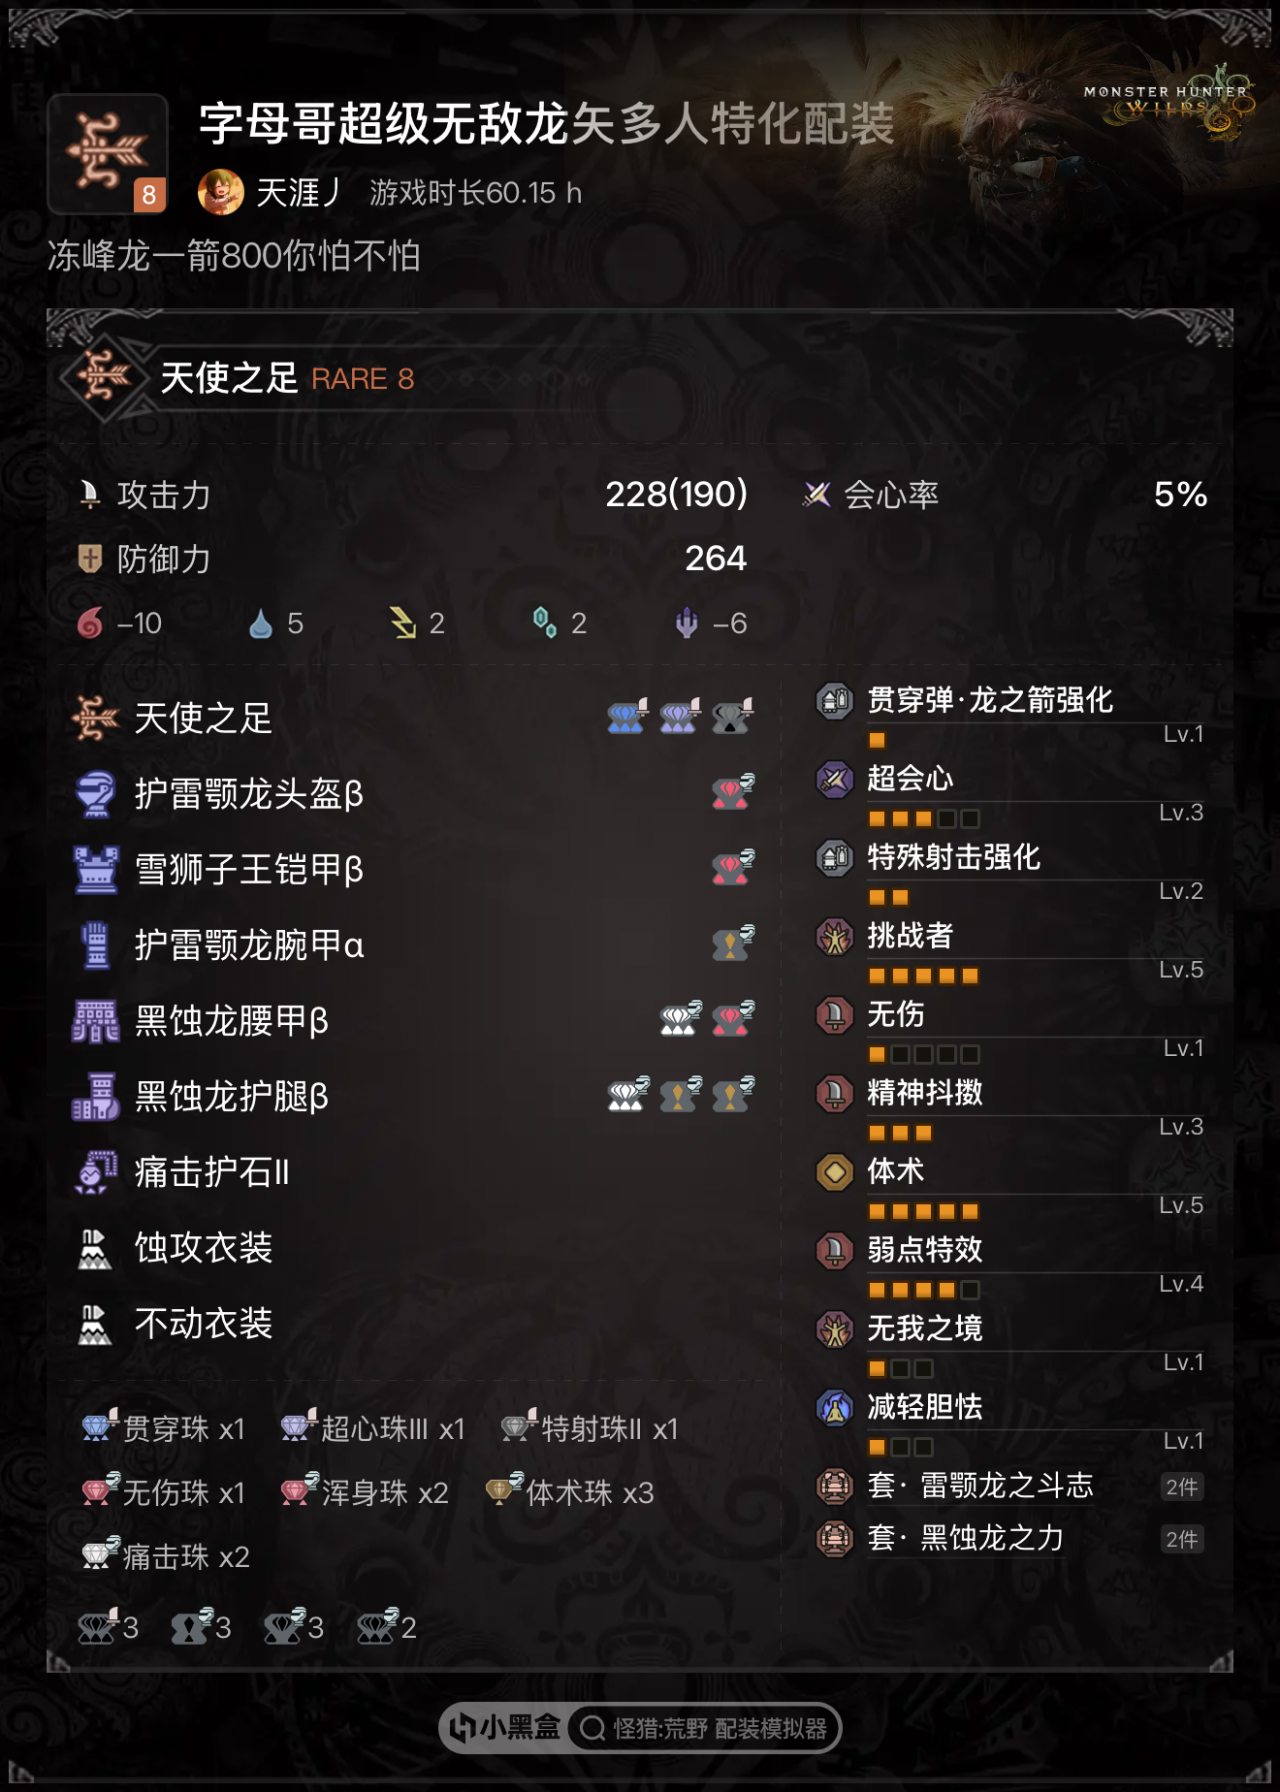 字母哥超级无敌龙矢多人特化配装
MONSTER HUNTER
WILDS
8
天涯丿 游戏时长60.15 h
冻峰龙一箭800你怕不怕
天使之足 RARE 8
攻击力 228(190) 会心率 5%
防御力 264
-10 5 2 2 -6
天使之足
护雷颚龙头盔β
雪狮子王铠甲β
护雷颚龙腕甲α
黑蚀龙腰甲β
黑蚀龙护腿β
痛击护石II
蚀攻衣装
不动衣装
贯穿珠 x1 超心珠III x1 特射珠II x1
无伤珠 x1 浑身珠 x2 体术珠 x3
痛击珠 x2
3 3 3 2
贯穿弹·龙之箭强化
Lv.1
超会心
Lv.3
特殊射击强化
Lv.2
挑战者
Lv.5
无伤
Lv.1
精神抖擞
Lv.3
体术
Lv.5
弱点特效
Lv.4
无我之境
Lv.1
减轻胆怯
Lv.1
套· 雷颚龙之斗志 2件
套· 黑蚀龙之力 2件
小黑盒 怪猎:荒野 配装模拟器